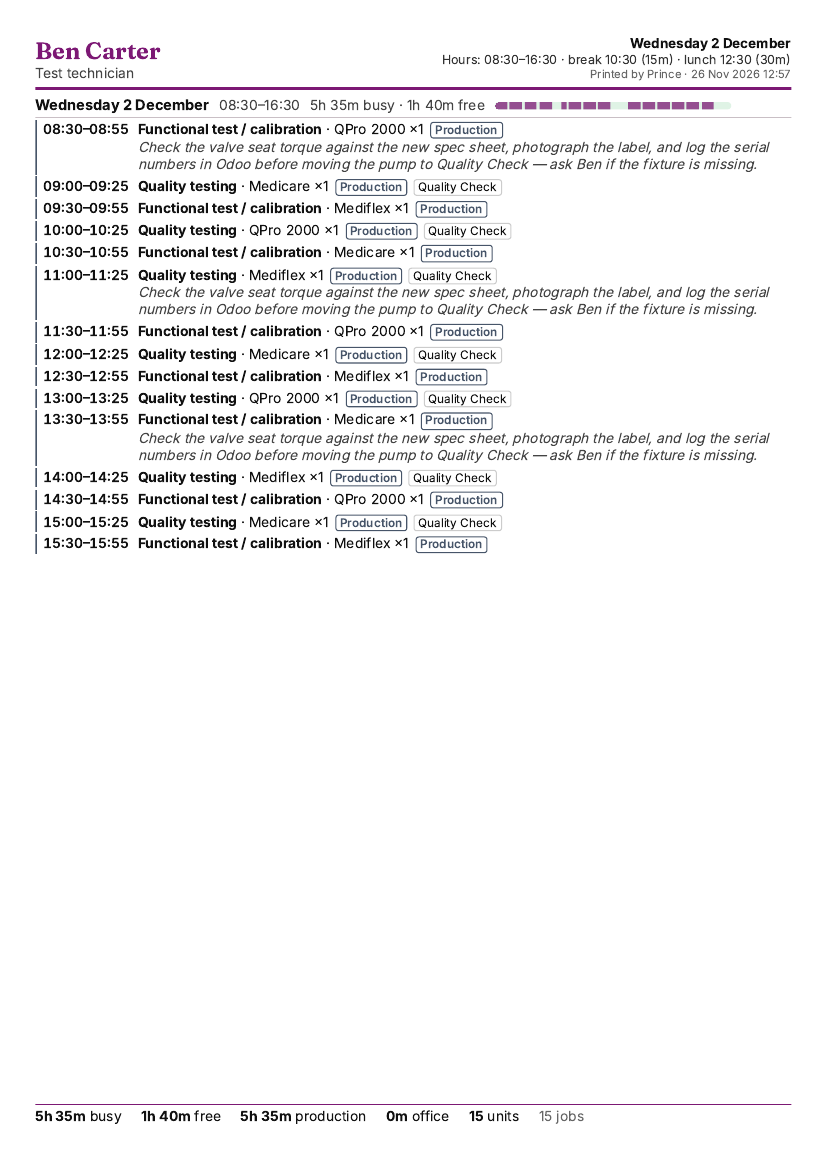 Ben Carter
Test technician
Wednesday 2 December
Hours: 08:30–16:30 · break 10:30 (15m) · lunch 12:30 (30m)
Printed by Prince · 26 Nov 2026 12:57
Wednesday 2 December 08:30–16:30 5h 35m busy · 1h 40m free
08:30–08:55 Functional test / calibration · QPro 2000 ×1 Production
Check the valve seat torque against the new spec sheet, photograph the label, and log the serial
numbers in Odoo before moving the pump to Quality Check — ask Ben if the fixture is missing.
09:00–09:25 Quality testing · Medicare ×1 Production Quality Check
09:30–09:55 Functional test / calibration · Mediflex ×1 Production
10:00–10:25 Quality testing · QPro 2000 ×1 Production Quality Check
10:30–10:55 Functional test / calibration · Medicare ×1 Production
11:00–11:25 Quality testing · Mediflex ×1 Production Quality Check
Check the valve seat torque against the new spec sheet, photograph the label, and log the serial
numbers in Odoo before moving the pump to Quality Check — ask Ben if the fixture is missing.
11:30–11:55 Functional test / calibration · QPro 2000 ×1 Production
12:00–12:25 Quality testing · Medicare ×1 Production Quality Check
12:30–12:55 Functional test / calibration · Mediflex ×1 Production
13:00–13:25 Quality testing · QPro 2000 ×1 Production Quality Check
13:30–13:55 Functional test / calibration · Medicare ×1 Production
Check the valve seat torque against the new spec sheet, photograph the label, and log the serial
numbers in Odoo before moving the pump to Quality Check — ask Ben if the fixture is missing.
14:00–14:25 Quality testing · Mediflex ×1 Production Quality Check
14:30–14:55 Functional test / calibration · QPro 2000 ×1 Production
15:00–15:25 Quality testing · Medicare ×1 Production Quality Check
15:30–15:55 Functional test / calibration · Mediflex ×1 Production
5h 35m busy 1h 40m free 5h 35m production 0m office 15 units 15 jobs